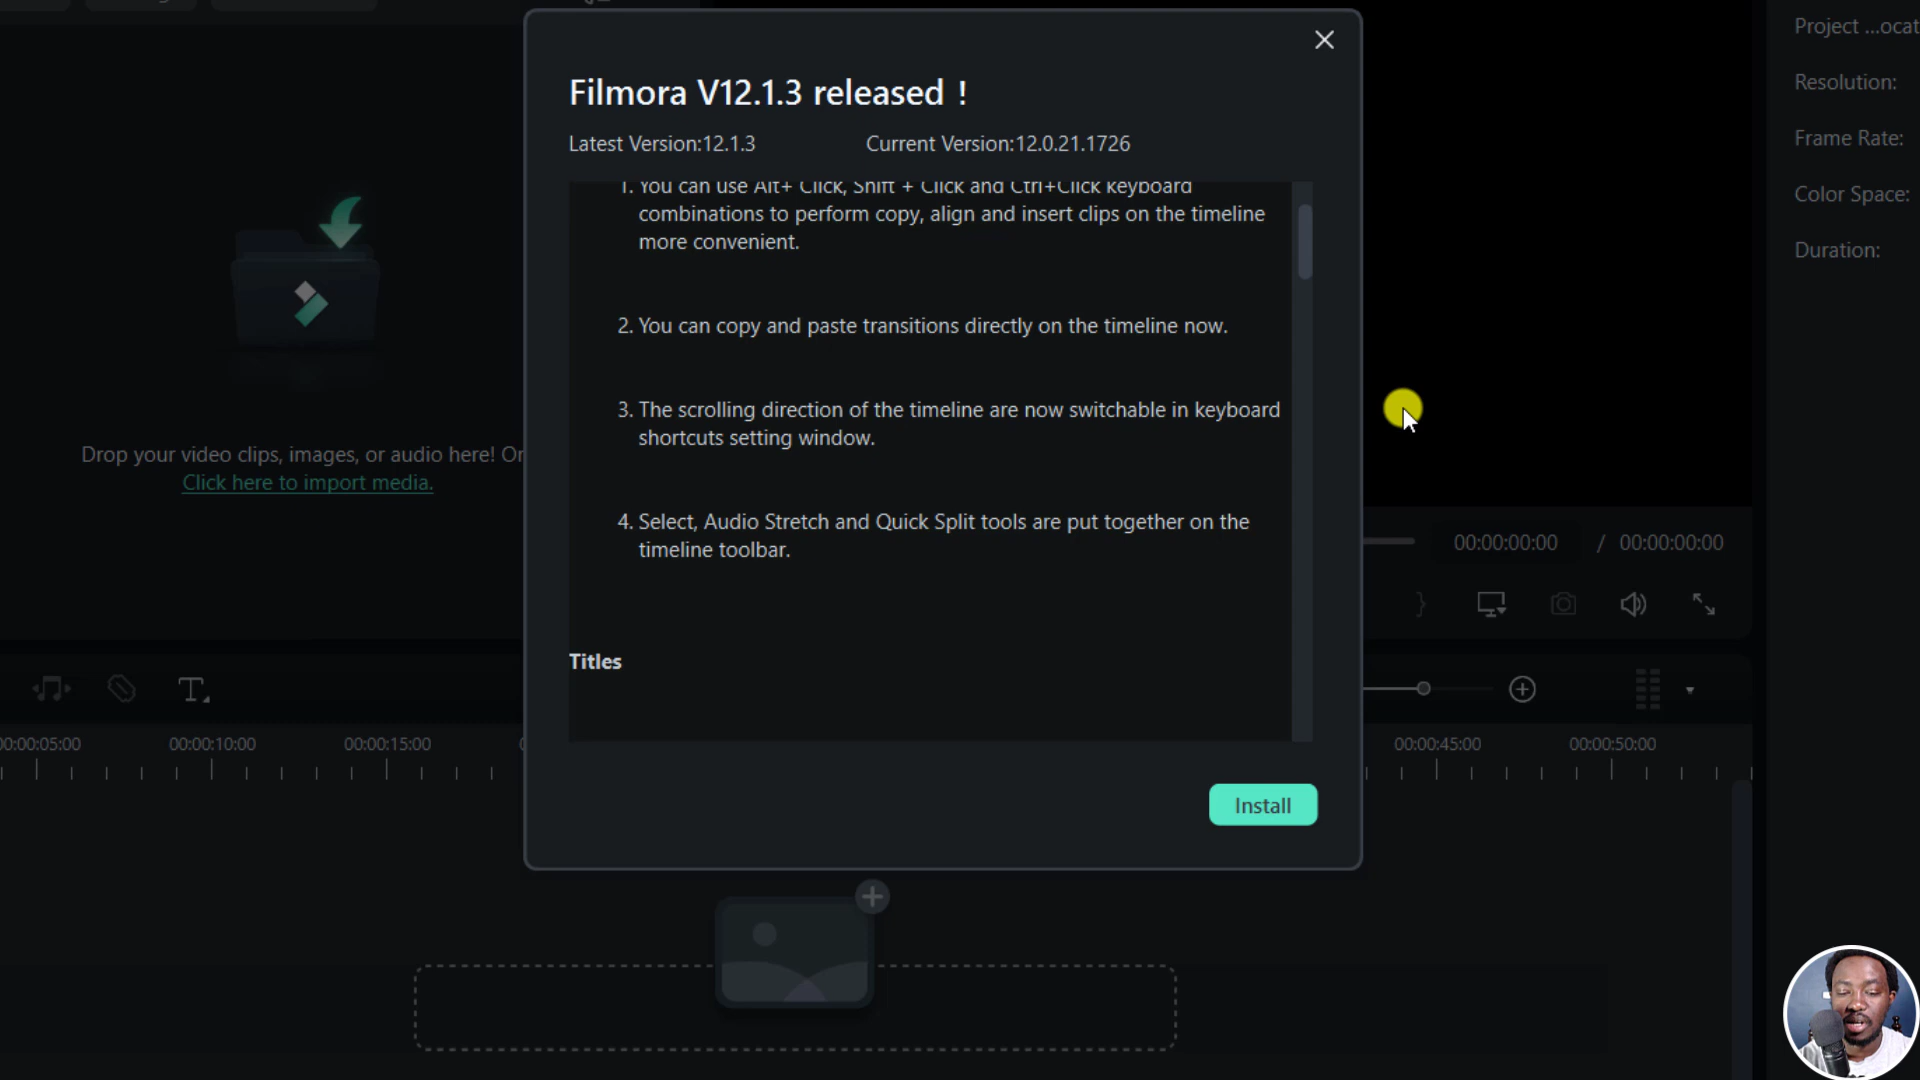 Project ...ocat
Filmora V12.1.3 released !
Resolution:
Latest Version:12.1.3 Current Version:12.0.21.1726
Frame Rate:
1. You can use Alt+ Click, Shift + Click and Ctrl+Click keyboard
combinations to perform copy, align and insert clips on the timeline
more convenient.
Color Space:
Duration:
2. You can copy and paste transitions directly on the timeline now.
3. The scrolling direction of the timeline are now switchable in keyboard
shortcuts setting window.
Drop your video clips, images, or audio here! Or
Click here to import media.
4. Select, Audio Stretch and Quick Split tools are put together on the
timeline toolbar.
00:00:00:00 / 00:00:00:00
Titles
00:00:05:00 00:00:10:00 00:00:15:00 00:00:45:00 00:00:50:00
Install